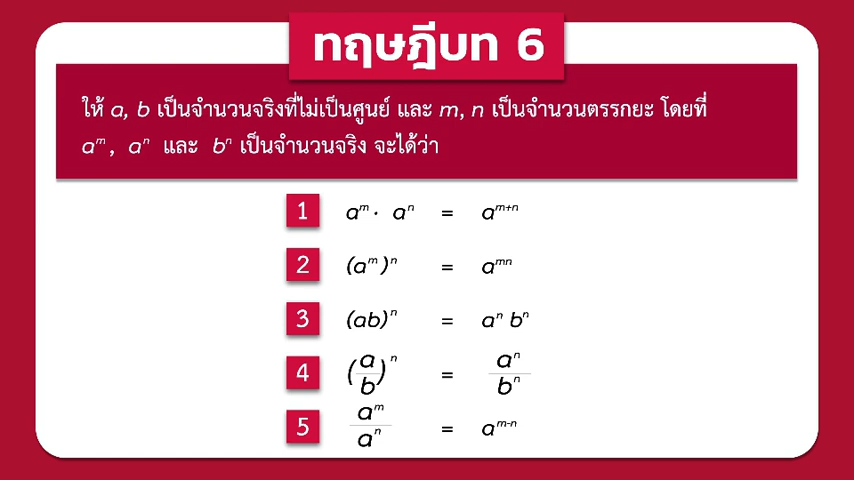 ทฤษฎีบท 6
ให้ a, b เป็นจำนวนจริงที่ไม่เป็นศูนย์ และ m, n เป็นจำนวนตรรกยะ โดยที่
aᵐ , aⁿ และ bⁿ เป็นจำนวนจริง จะได้ว่า
1 aᵐ · aⁿ = aᵐ⁺ⁿ
2 (aᵐ)ⁿ = aᵐⁿ
3 (ab)ⁿ = aⁿ bⁿ
4 (a/b)ⁿ = aⁿ/bⁿ
5 aᵐ/aⁿ = aᵐ⁻ⁿ